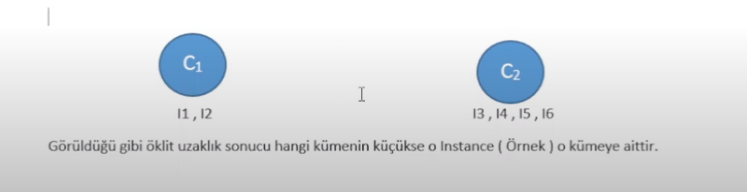 C1
C2
I1 , I2
I3 , I4 , I5 , I6
Görüldüğü gibi öklit uzaklık sonucu hangi kümenin küçükse o Instance ( Örnek ) o kümeye aittir.